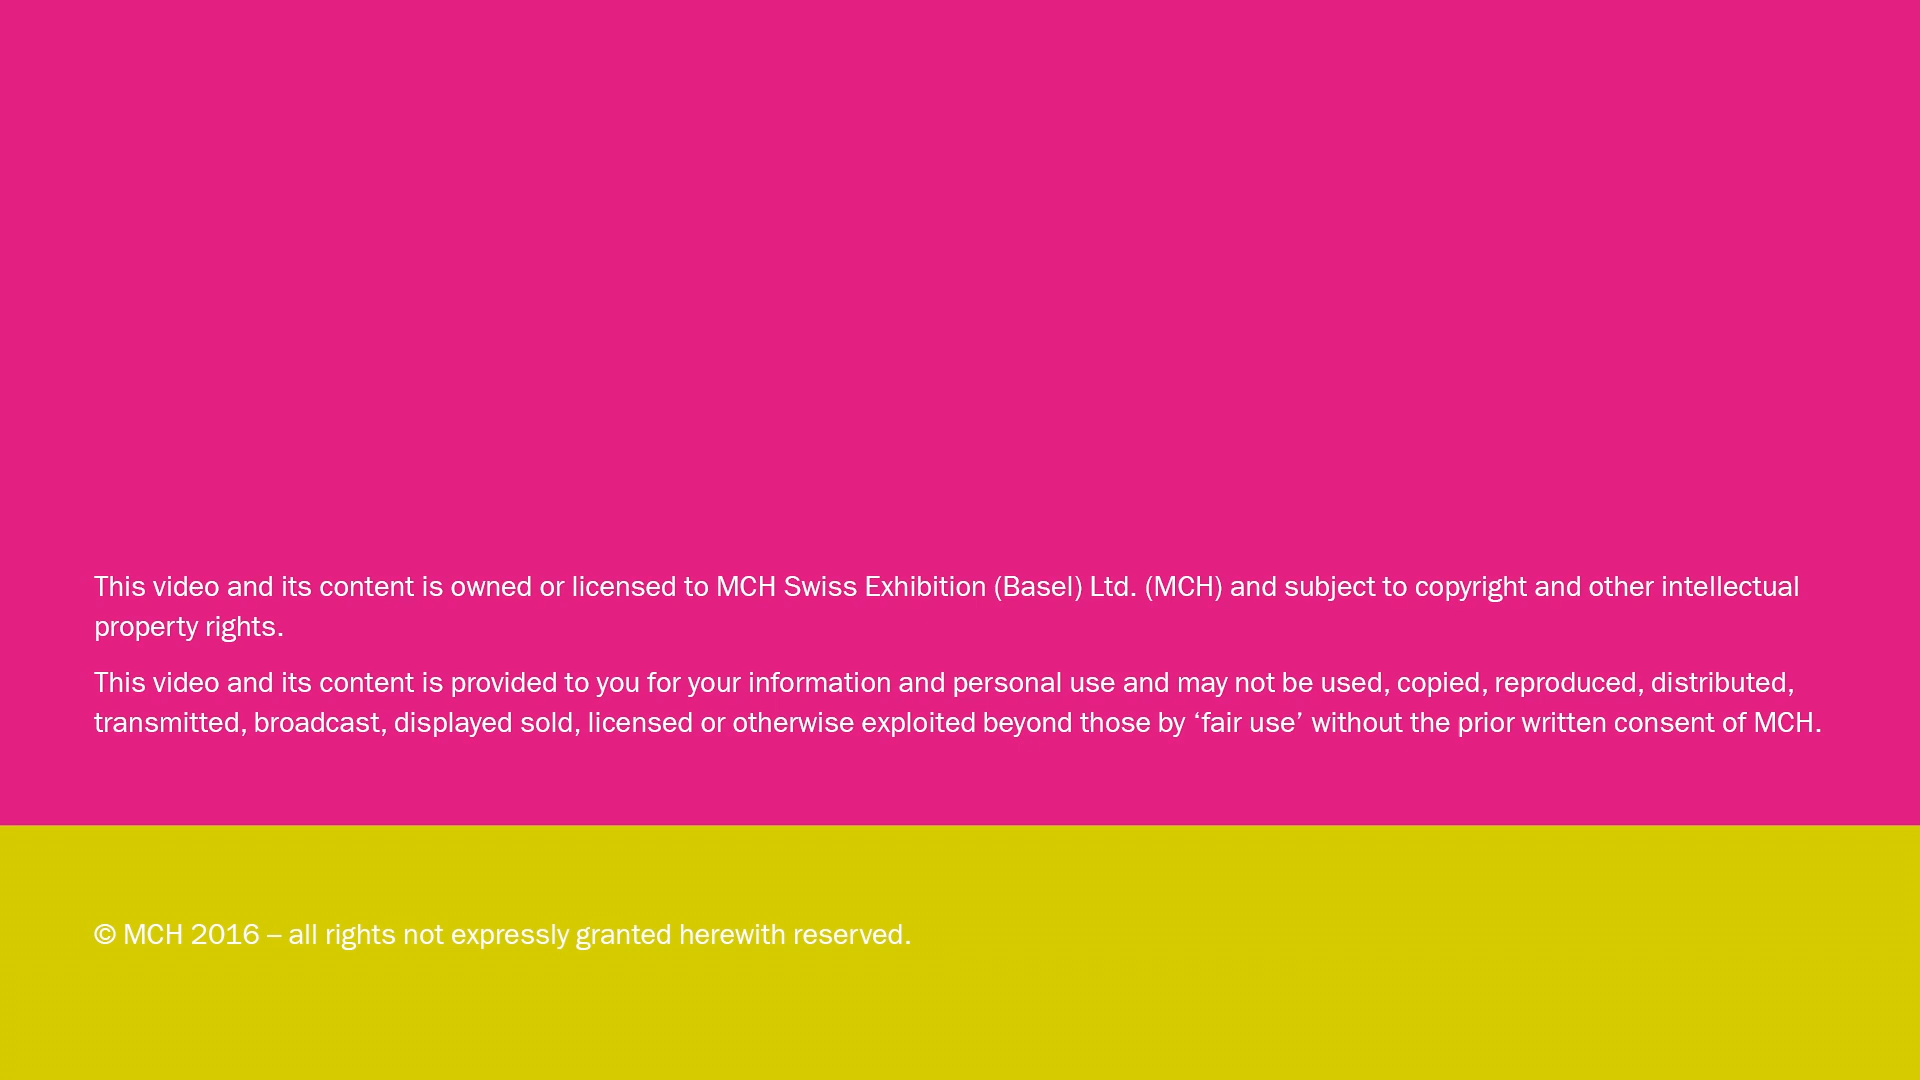 This video and its content is owned or licensed to MCH Swiss Exhibition (Basel) Ltd. (MCH) and subject to copyright and other intellectual
property rights.
This video and its content is provided to you for your information and personal use and may not be used, copied, reproduced, distributed,
transmitted, broadcast, displayed sold, licensed or otherwise exploited beyond those by ‘fair use’ without the prior written consent of MCH.
© MCH 2016 – all rights not expressly granted herewith reserved.